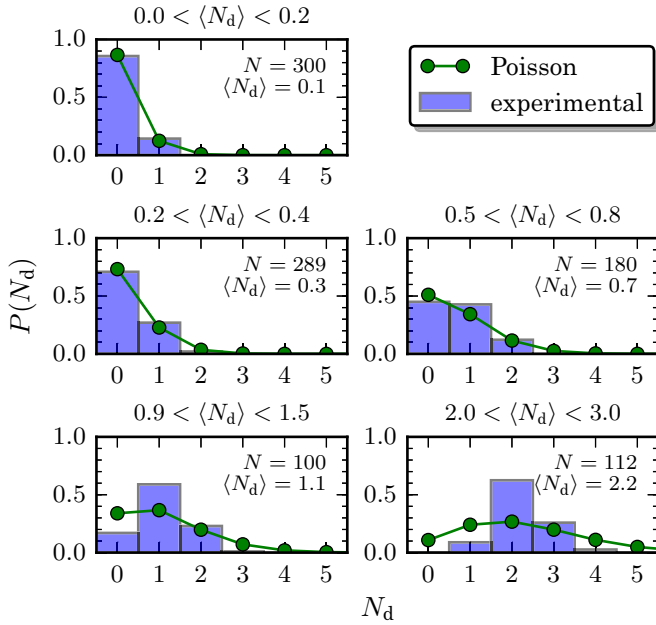 0.0 < ⟨N_d⟩ < 0.2
1.0
0.5
0.0
N = 300
⟨N_d⟩ = 0.1
0 1 2 3 4 5
Poisson
experimental
0.2 < ⟨N_d⟩ < 0.4
1.0
0.5
0.0
N = 289
⟨N_d⟩ = 0.3
0 1 2 3 4 5
0.5 < ⟨N_d⟩ < 0.8
1.0
0.5
0.0
N = 180
⟨N_d⟩ = 0.7
0 1 2 3 4 5
P(N_d)
0.9 < ⟨N_d⟩ < 1.5
1.0
0.5
0.0
N = 100
⟨N_d⟩ = 1.1
0 1 2 3 4 5
2.0 < ⟨N_d⟩ < 3.0
1.0
0.5
0.0
N = 112
⟨N_d⟩ = 2.2
0 1 2 3 4 5
N_d